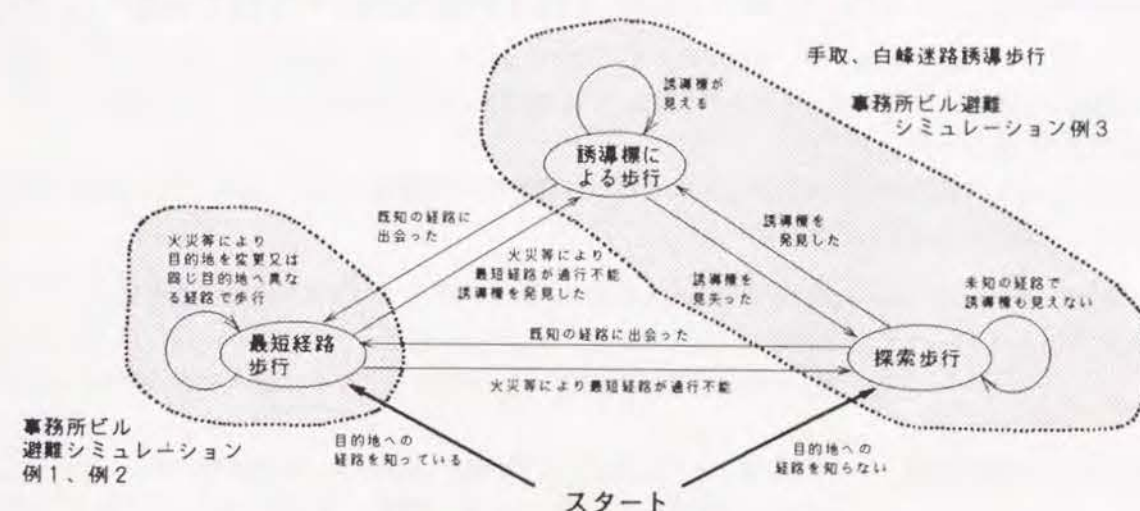 手取、白峰迷路誘導歩行
事務所ビル避難
シミュレーション例3
誘導標が
見える
誘導標に
よる歩行
既知の経路に
出会った
誘導標を
発見した
火災等により
目的地を変更又は
同じ目的地へ異な
る経路で歩行
火災等により
最短経路が通行不能
誘導標を発見した
誘導標を
見失った
未知の経路で
誘導標も見えない
最短経路
歩行
既知の経路に出会った
探索歩行
火災等により最短経路が通行不能
事務所ビル
避難シミュレーション
例1、例2
目的地への
経路を知っている
目的地への
経路を知らない
スタート